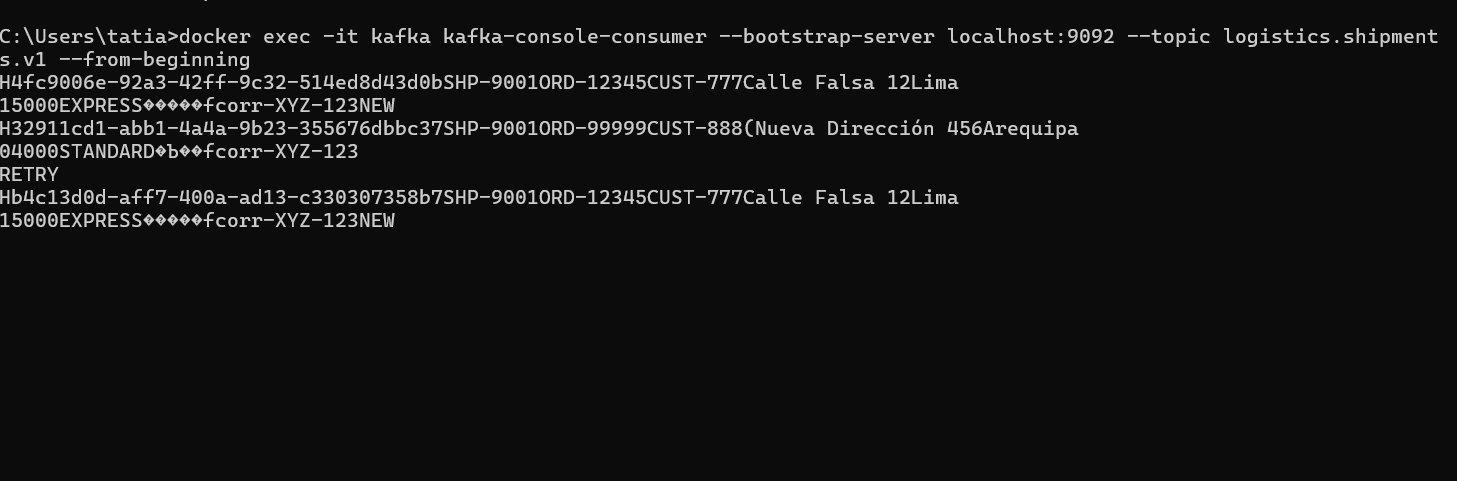 C:\Users\tatia>docker exec -it kafka kafka-console-consumer --bootstrap-server localhost:9092 --topic logistics.shipment
s.v1 --from-beginning
H4fc9006e-92a3-42ff-9c32-514ed8d43d0bSHP-9001ORD-12345CUST-777Calle Falsa 12Lima
15000EXPRESS�����fcorr-XYZ-123NEW
H32911cd1-abb1-4a4a-9b23-355676dbbc37SHP-9001ORD-99999CUST-888(Nueva Dirección 456Arequipa
04000STANDARD�Ъ��fcorr-XYZ-123
RETRY
Hb4c13d0d-aff7-400a-ad13-c330307358b7SHP-9001ORD-12345CUST-777Calle Falsa 12Lima
15000EXPRESS�����fcorr-XYZ-123NEW